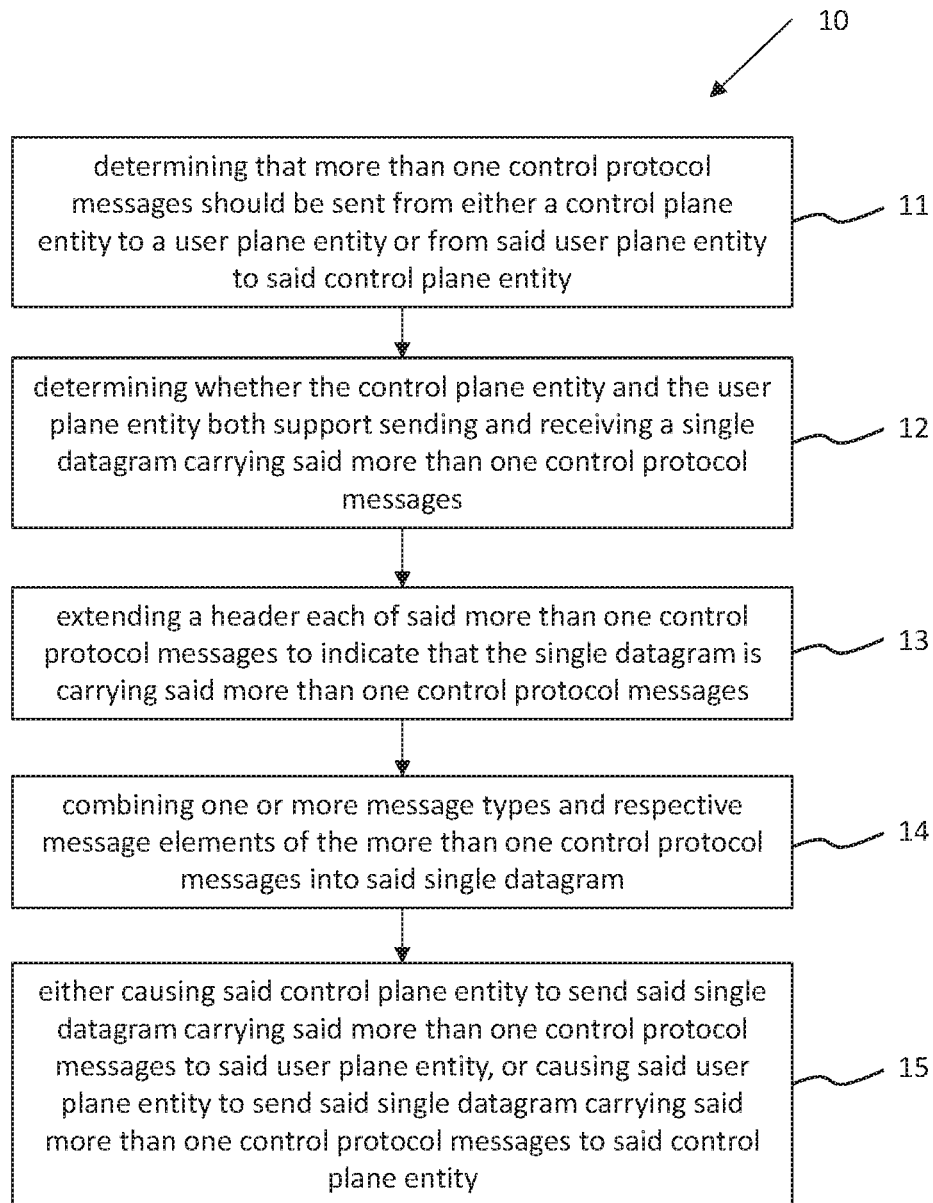 10
determining that more than one control protocol
messages should be sent from either a control plane
entity to a user plane entity or from said user plane entity
to said control plane entity
11
determining whether the control plane entity and the user
plane entity both support sending and receiving a single
datagram carrying said more than one control protocol
messages
12
extending a header each of said more than one control
protocol messages to indicate that the single datagram is
carrying said more than one control protocol messages
13
combining one or more message types and respective
message elements of the more than one control protocol
messages into said single datagram
14
either causing said control plane entity to send said single
datagram carrying said more than one control protocol
messages to said user plane entity, or causing said user
plane entity to send said single datagram carrying said
more than one control protocol messages to said control
plane entity
15